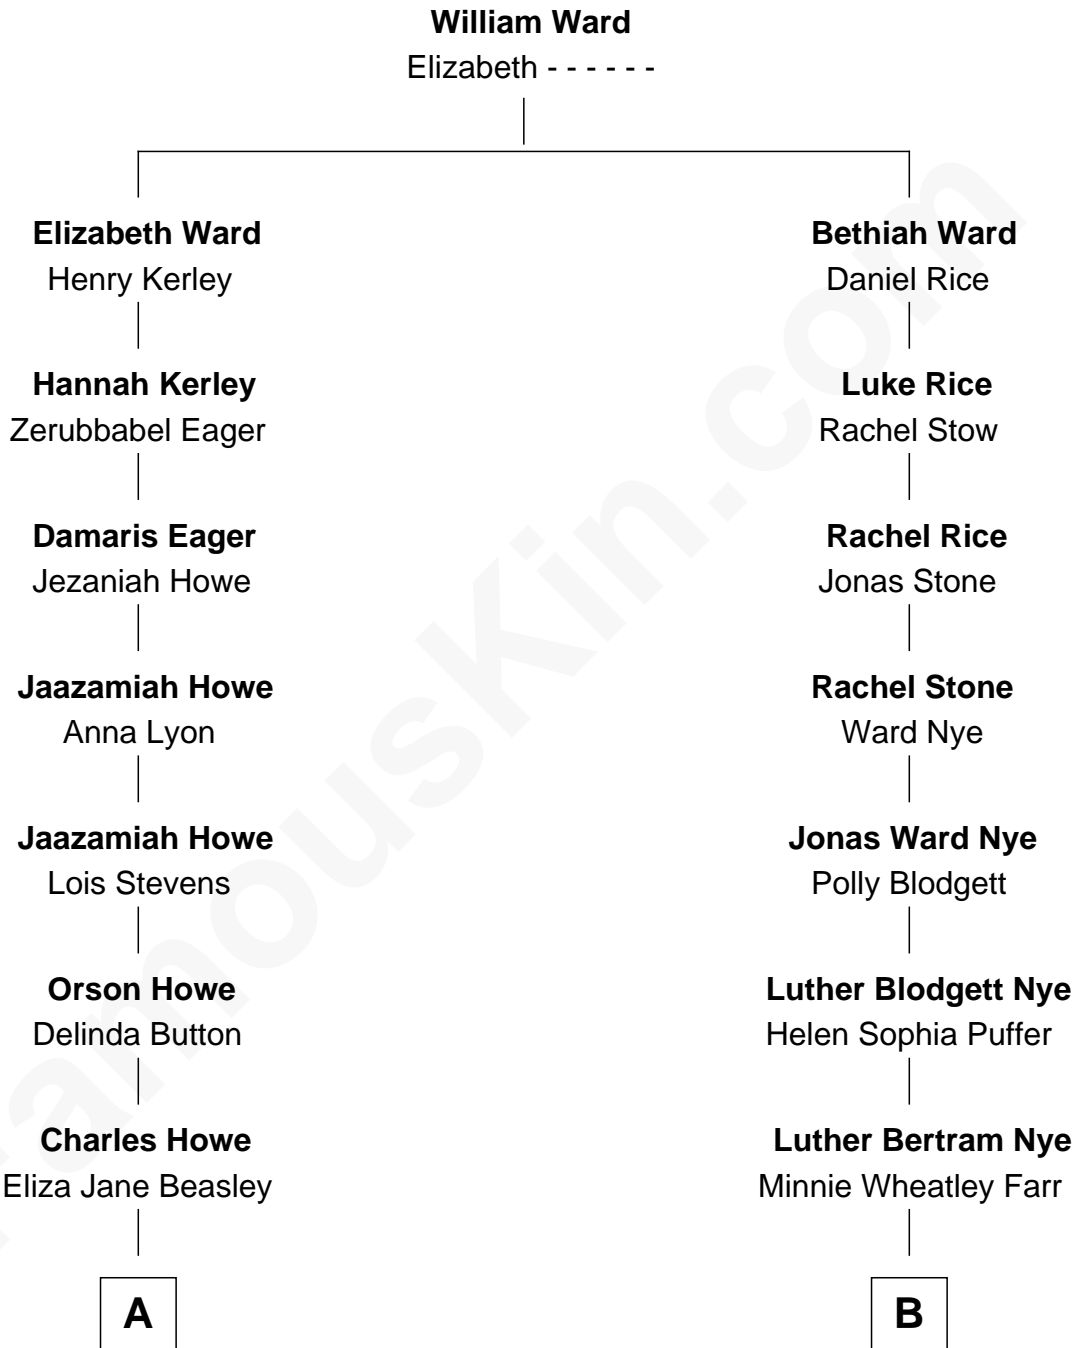 William Ward
Elizabeth - - - - - -
Elizabeth Ward
Henry Kerley
Bethiah Ward
Daniel Rice
Hannah Kerley
Zerubbabel Eager
Luke Rice
Rachel Stow
Damaris Eager
Jezaniah Howe
Rachel Rice
Jonas Stone
Jaazamiah Howe
Anna Lyon
Rachel Stone
Ward Nye
Jaazamiah Howe
Lois Stevens
Jonas Ward Nye
Polly Blodgett
Orson Howe
Delinda Button
Luther Blodgett Nye
Helen Sophia Puffer
Charles Howe
Eliza Jane Beasley
Luther Bertram Nye
Minnie Wheatley Farr
A
B
FamousKin.com